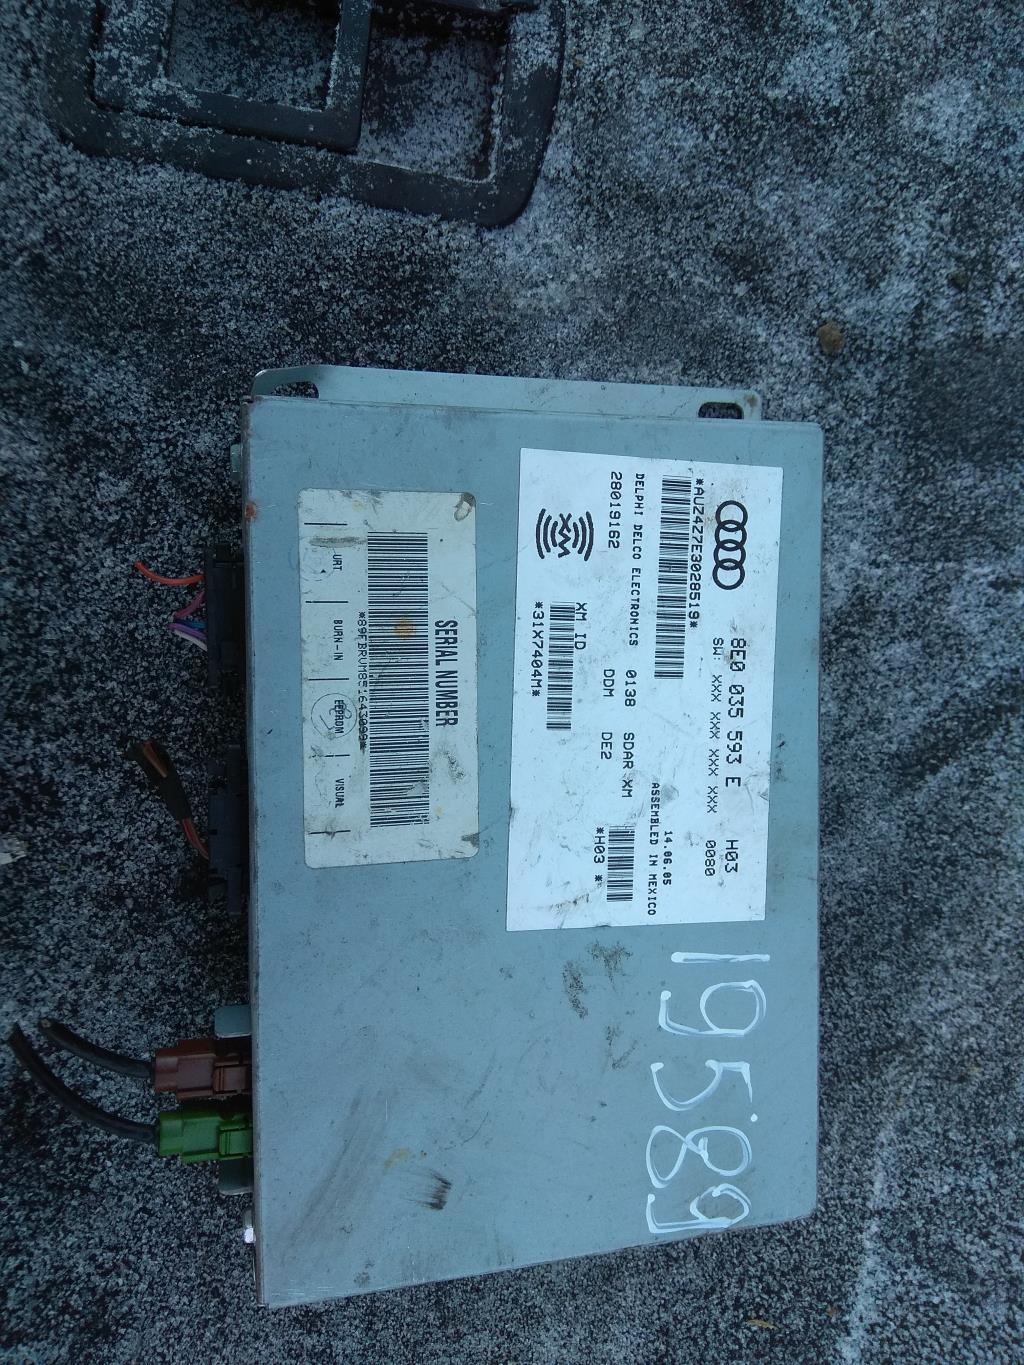 8E0 035 593 E H03
SW: XXX XXX XXX XXX 0080
*AUZ4Z7E3028519*
14.06.05
ASSEMBLED IN MEXICO
DELPHI DELCO ELECTRONICS 0138 SDAR XM
28019162 DDM DE2
*H03 *
XM
XM ID
*31X7404M*
SERIAL NUMBER
BURN-IN EEPROM VISUAL
19589